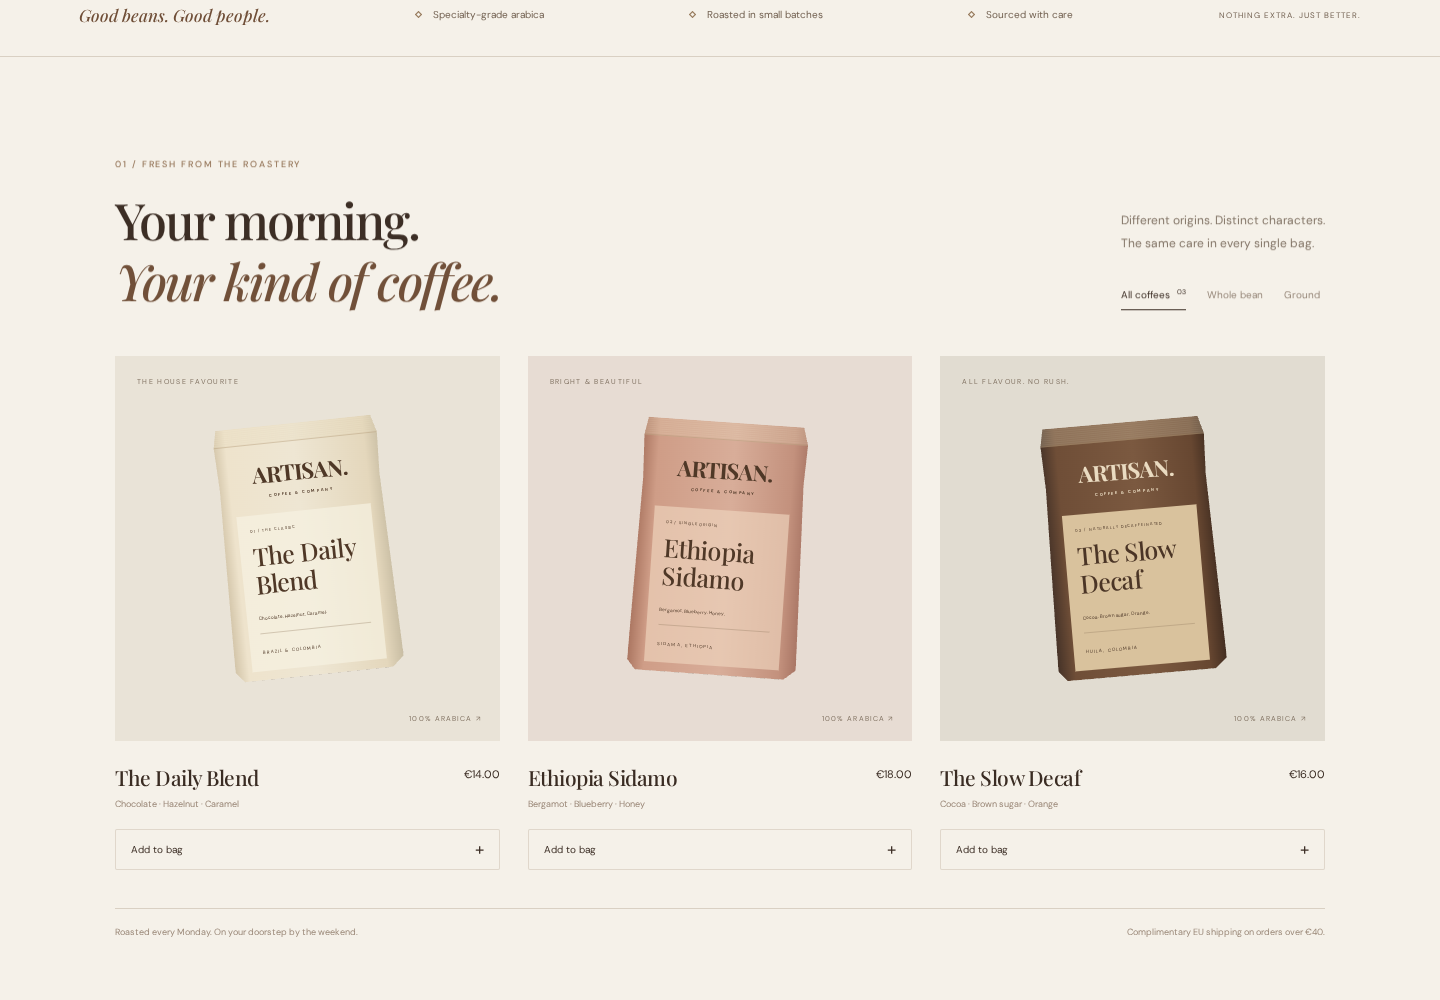 Good beans. Good people.
Specialty-grade arabica
Roasted in small batches
Sourced with care
NOTHING EXTRA. JUST BETTER.
01 / FRESH FROM THE ROASTERY
Your morning.
Your kind of coffee.
Different origins. Distinct characters.
The same care in every single bag.
All coffees 03
Whole bean
Ground
THE HOUSE FAVOURITE
ARTISAN.
COFFEE & COMPANY
01 / THE CLASSIC
The Daily
Blend
Chocolate. Hazelnut. Caramel.
BRAZIL & COLOMBIA
100% ARABICA ↗
BRIGHT & BEAUTIFUL
ARTISAN.
COFFEE & COMPANY
02 / SINGLE ORIGIN
Ethiopia
Sidamo
Bergamot. Blueberry. Honey.
SIDAMA, ETHIOPIA
100% ARABICA ↗
ALL FLAVOUR. NO RUSH.
ARTISAN.
COFFEE & COMPANY
03 / NATURALLY DECAFFEINATED
The Slow
Decaf
Cocoa. Brown sugar. Orange.
HUILA, COLOMBIA
100% ARABICA ↗
The Daily Blend
€14.00
Chocolate · Hazelnut · Caramel
Add to bag +
Ethiopia Sidamo
€18.00
Bergamot · Blueberry · Honey
Add to bag +
The Slow Decaf
€16.00
Cocoa · Brown sugar · Orange
Add to bag +
Roasted every Monday. On your doorstep by the weekend.
Complimentary EU shipping on orders over €40.